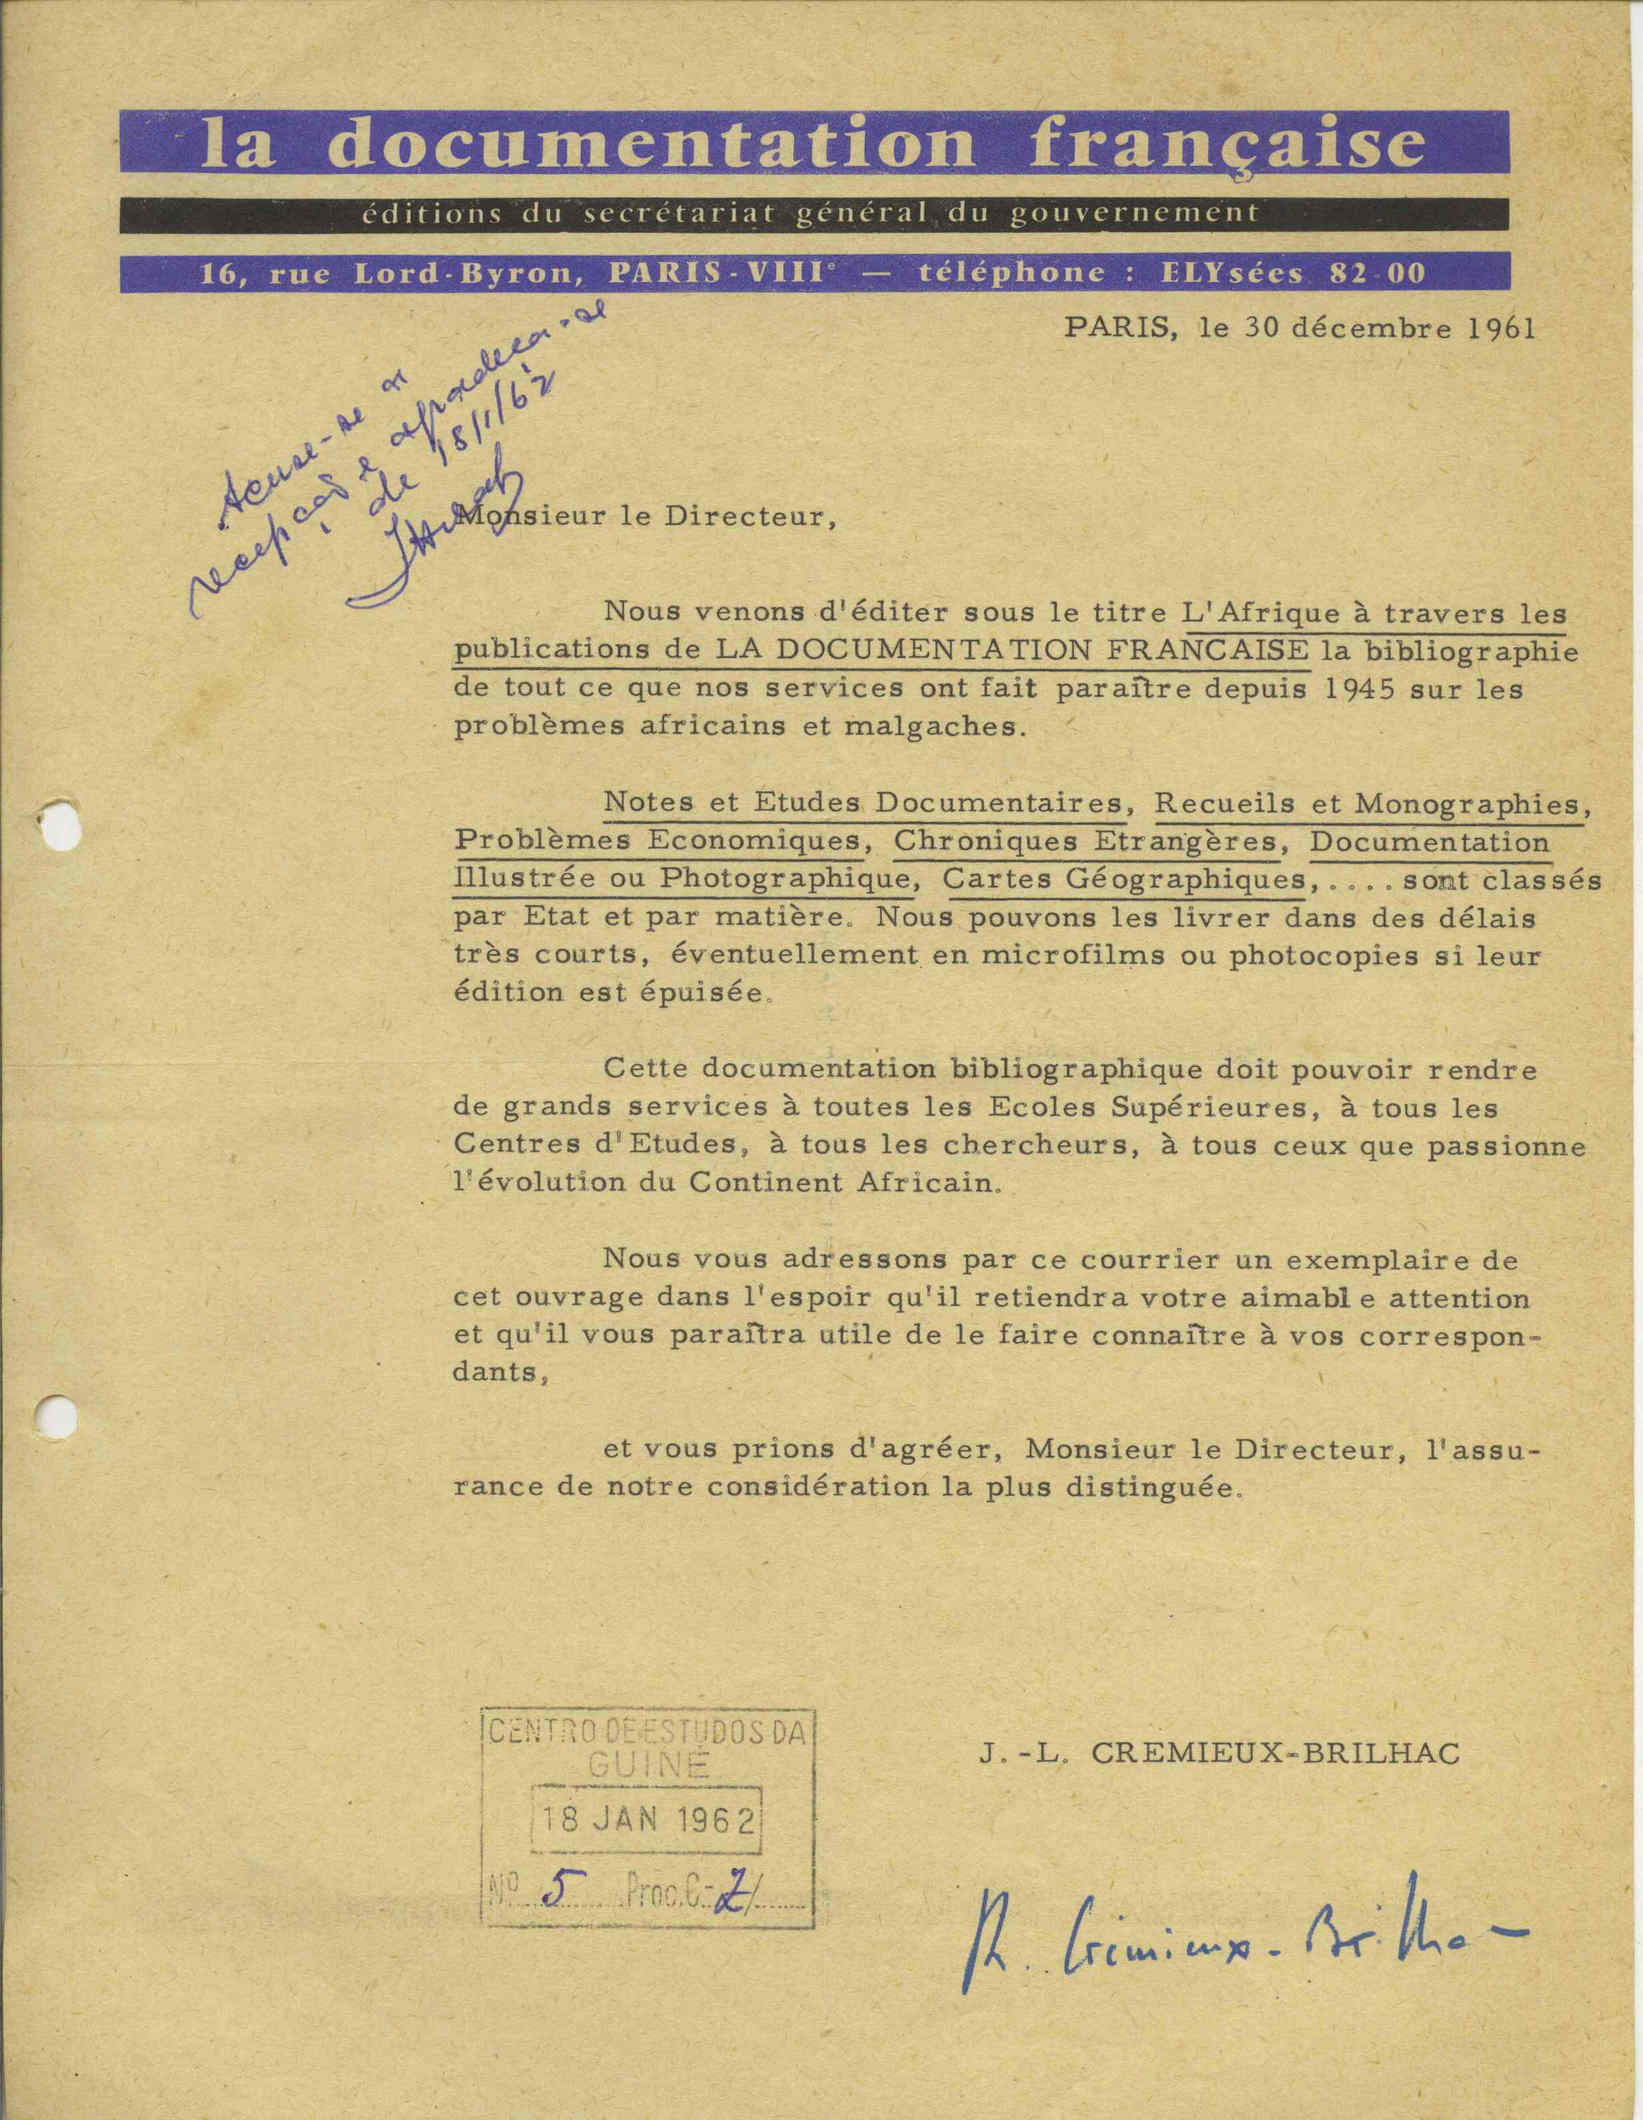 la documentation française
éditions du secrétariat général du gouvernement
16, rue Lord-Byron, PARIS-VIIIe — téléphone : ELYsées 82-00
PARIS, le 30 décembre 1961
Acuse-se a
recepção e agradeça-se
de 18/1/62
Monsieur le Directeur,
Nous venons d'éditer sous le titre L'Afrique à travers les
publications de LA DOCUMENTATION FRANCAISE la bibliographie
de tout ce que nos services ont fait paraître depuis 1945 sur les
problèmes africains et malgaches.
Notes et Etudes Documentaires, Recueils et Monographies,
Problèmes Economiques, Chroniques Etrangères, Documentation
Illustrée ou Photographique, Cartes Géographiques,.... sont classés
par Etat et par matière. Nous pouvons les livrer dans des délais
très courts, éventuellement en microfilms ou photocopies si leur
édition est épuisée.
Cette documentation bibliographique doit pouvoir rendre
de grands services à toutes les Ecoles Supérieures, à tous les
Centres d'Etudes, à tous les chercheurs, à tous ceux que passionne
l'évolution du Continent Africain.
Nous vous adressons par ce courrier un exemplaire de
cet ouvrage dans l'espoir qu'il retiendra votre aimable attention
et qu'il vous paraîtra utile de le faire connaître à vos correspon-
dants,
et vous prions d'agréer, Monsieur le Directeur, l'assu-
rance de notre considération la plus distinguée.
J.-L. CREMIEUX-BRILHAC
CENTRO DE ESTUDOS DA
GUINÉ
18 JAN 1962
Nº 5 Proc.C-Z/
Crémieux-Brilhac